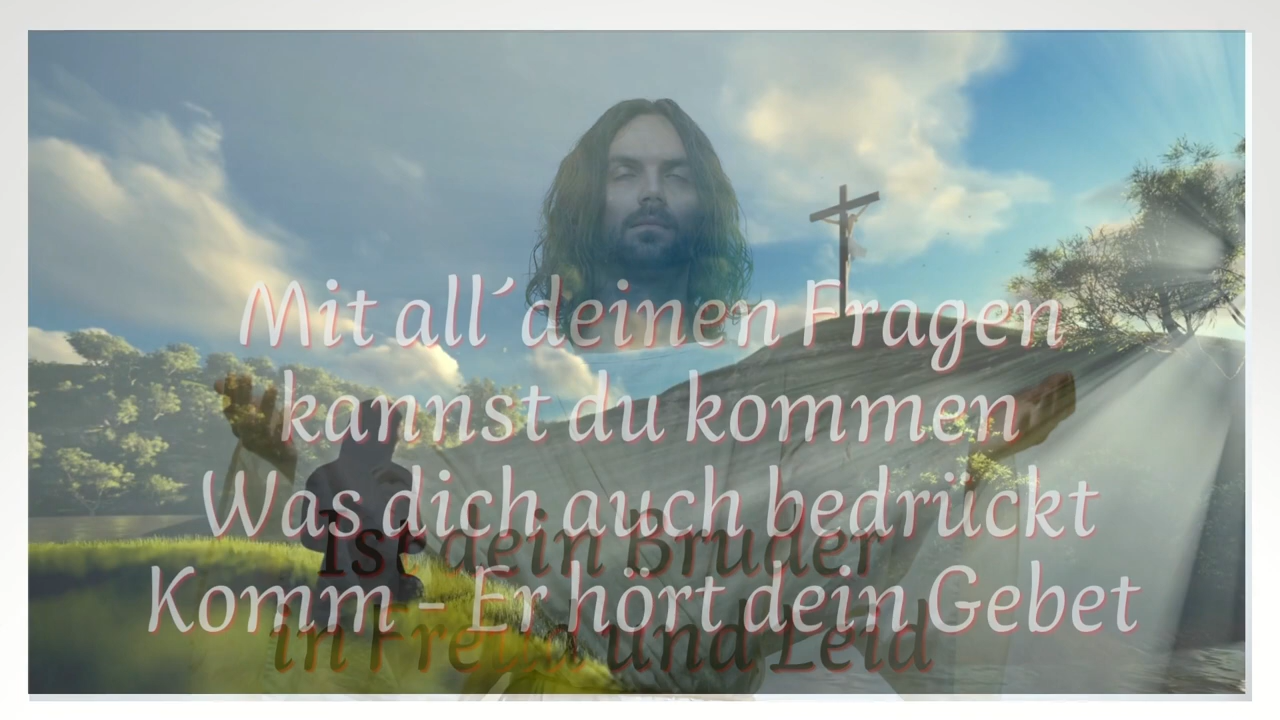 Mit all´ deinen Fragen
kannst du kommen
Was dich auch bedrückt
Ist dein Bruder
Komm - Er hört dein Gebet
in Freud und Leid